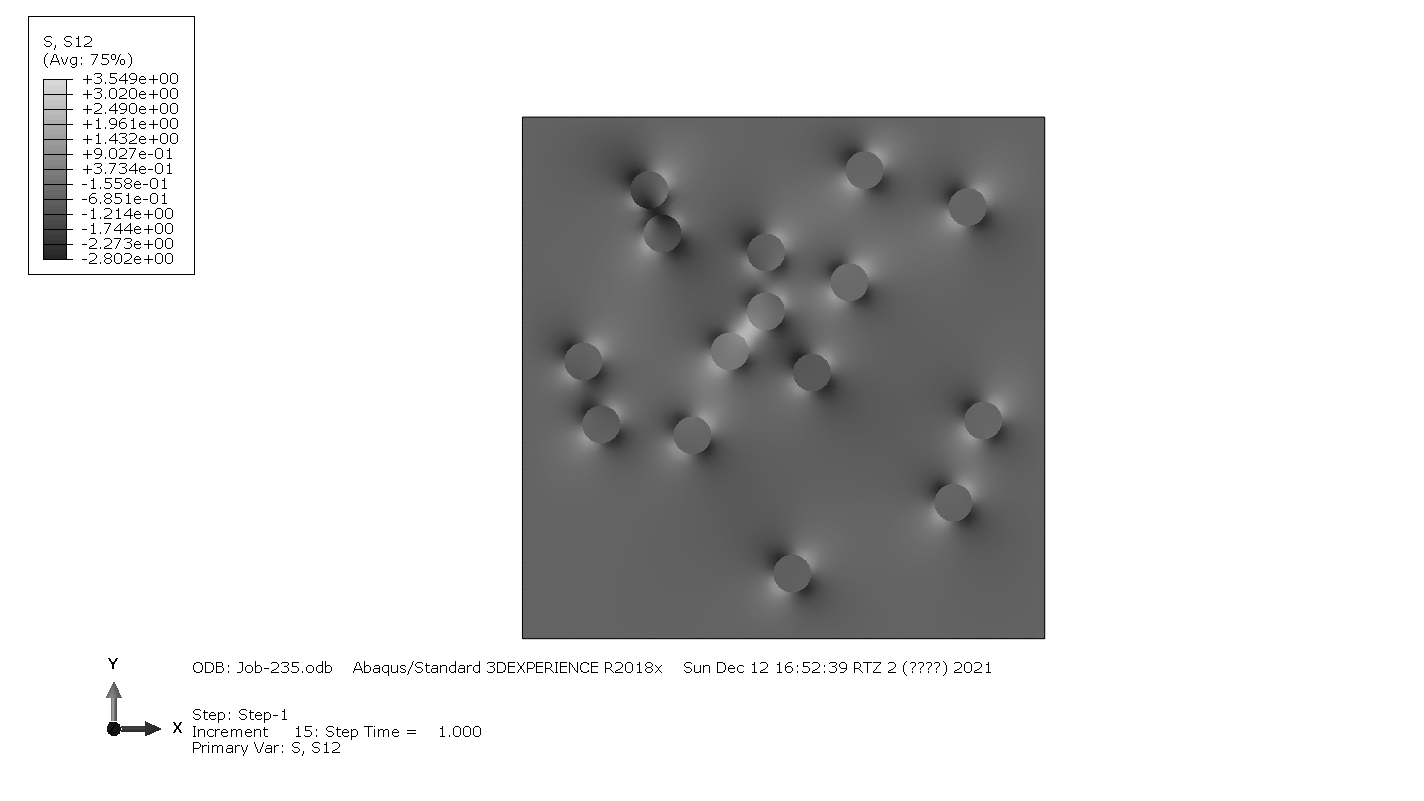 S, S12
(Avg: 75%)
+3.549e+00
+3.020e+00
+2.490e+00
+1.961e+00
+1.432e+00
+9.027e-01
+3.734e-01
-1.558e-01
-6.851e-01
-1.214e+00
-1.744e+00
-2.273e+00
-2.802e+00
Y
X
ODB: Job-235.odb    Abaqus/Standard 3DEXPERIENCE R2018x    Sun Dec 12 16:52:39 RTZ 2 (????) 2021
Step: Step-1
Increment     15: Step Time =    1.000
Primary Var: S, S12